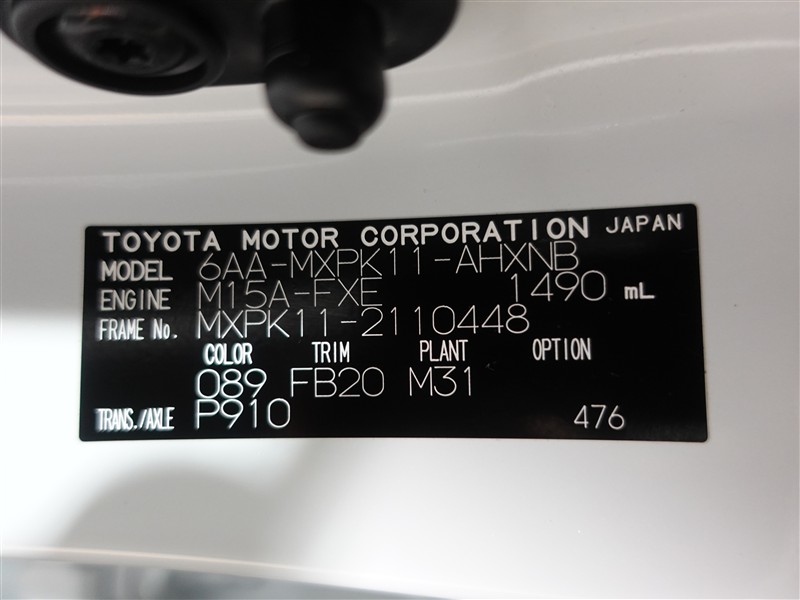 TOYOTA MOTOR CORPORATION JAPAN
MODEL 6AA-MXPK11-AHXNB
ENGINE M15A-FXE 1490 mL
FRAME No. MXPK11-2110448
COLOR TRIM PLANT OPTION
089 FB20 M31
TRANS./AXLE P910 476